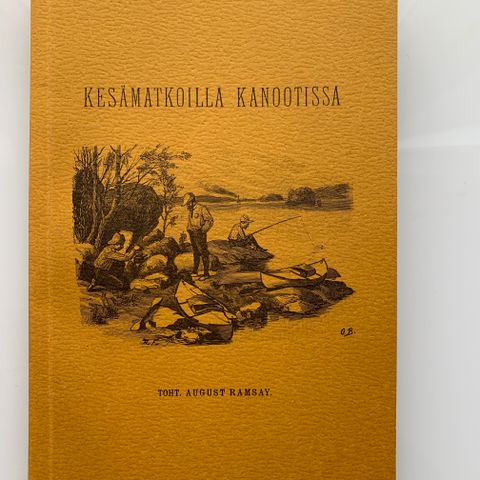 KESÄMATKOILLA KANOOTISSA
G.B.
TOHT. AUGUST RAMSAY.